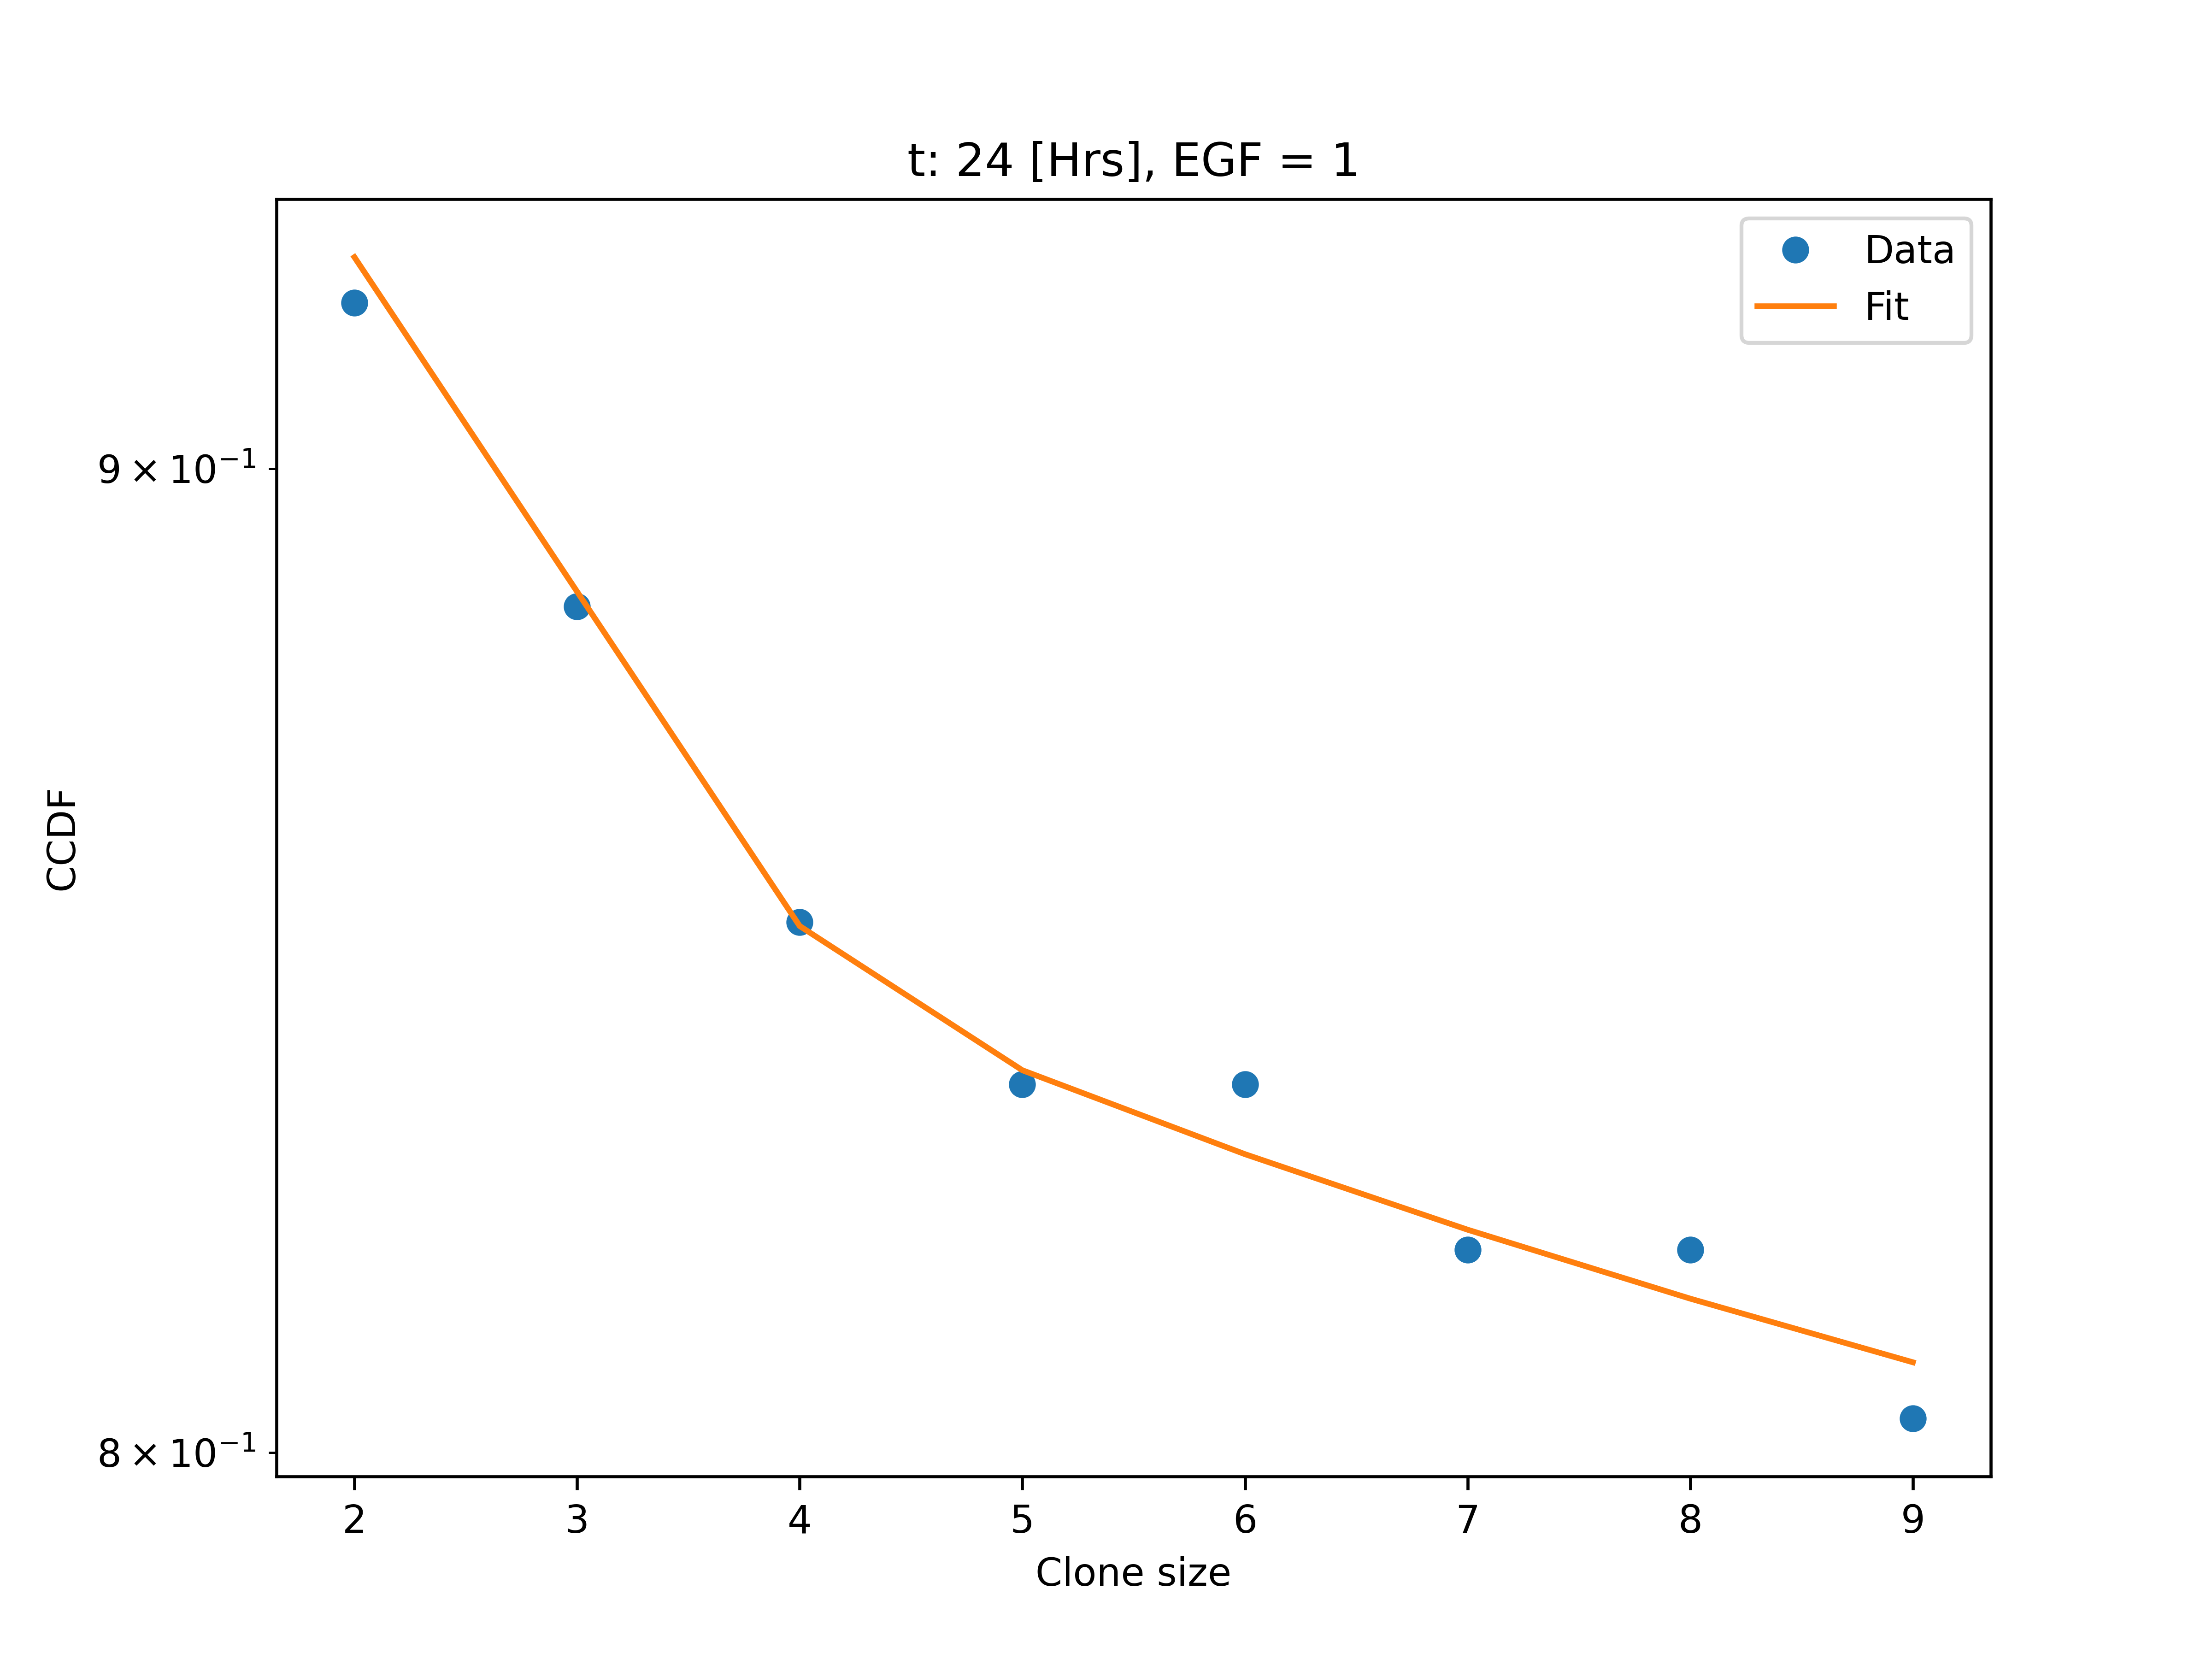 t: 24 [Hrs], EGF = 1
Data
Fit
9 × 10⁻¹
8 × 10⁻¹
CCDF
2 3 4 5 6 7 8 9
Clone size